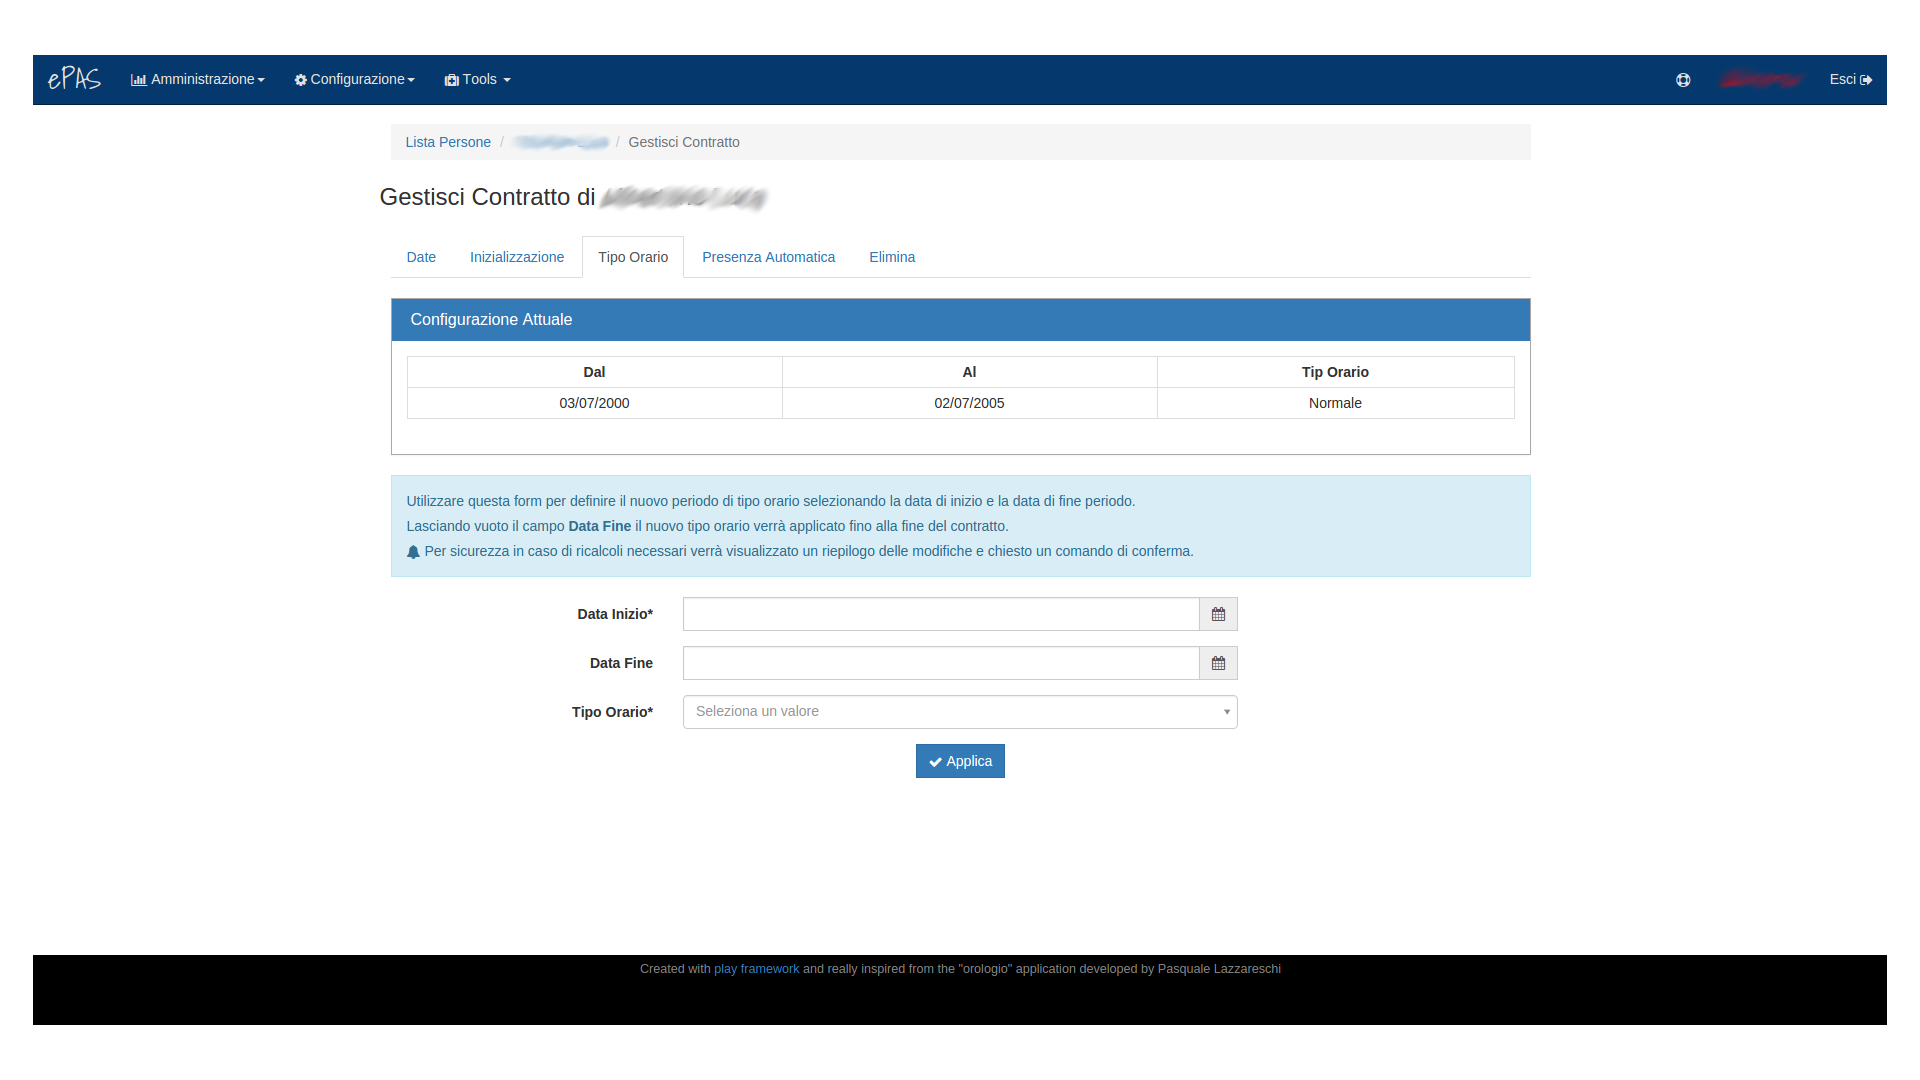 ePAS Amministrazione Configurazione Tools Esci
Lista Persone / / Gestisci Contratto
Gestisci Contratto di
Date Inizializzazione Tipo Orario Presenza Automatica Elimina
Configurazione Attuale
Dal Al Tip Orario
03/07/2000 02/07/2005 Normale
Utilizzare questa form per definire il nuovo periodo di tipo orario selezionando la data di inizio e la data di fine periodo.
Lasciando vuoto il campo Data Fine il nuovo tipo orario verrà applicato fino alla fine del contratto.
Per sicurezza in caso di ricalcoli necessari verrà visualizzato un riepilogo delle modifiche e chiesto un comando di conferma.
Data Inizio*
Data Fine
Tipo Orario* Seleziona un valore
Applica
Created with play framework and really inspired from the "orologio" application developed by Pasquale Lazzareschi